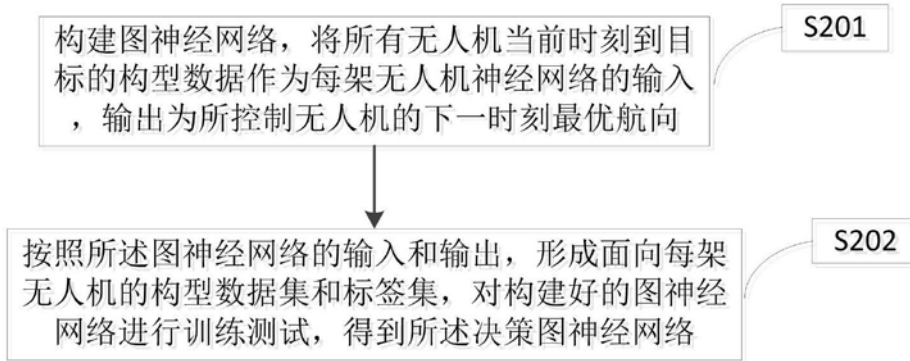 构建图神经网络，将所有无人机当前时刻到目
标的构型数据作为每架无人机神经网络的输入
，输出为所控制无人机的下一时刻最优航向
S201
按照所述图神经网络的输入和输出，形成面向每架
无人机的构型数据集和标签集，对构建好的图神经
网络进行训练测试，得到所述决策图神经网络
S202